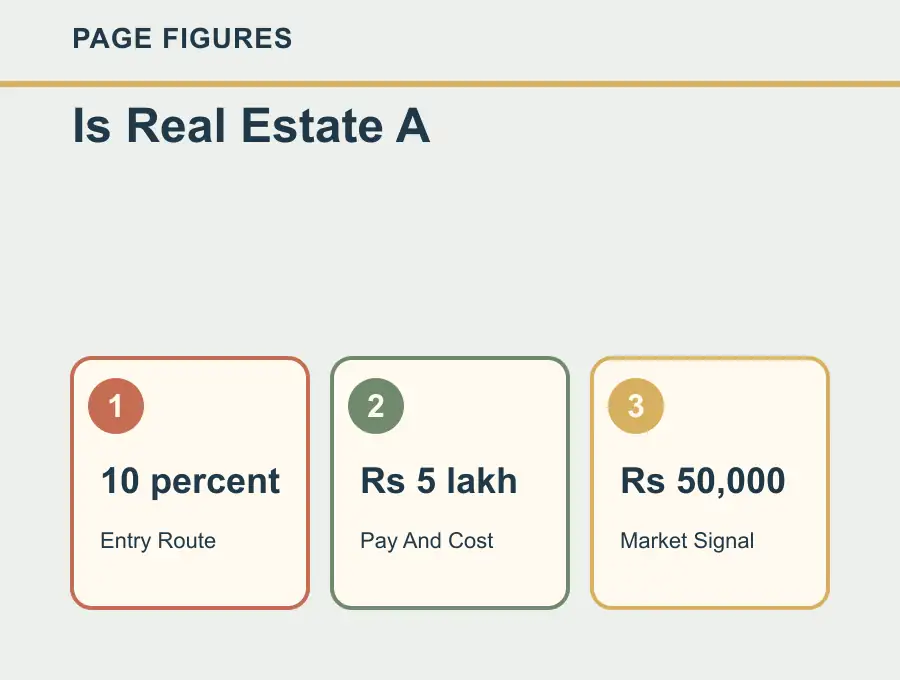 PAGE FIGURES
Is Real Estate A
1
10 percent
Entry Route
2
Rs 5 lakh
Pay And Cost
3
Rs 50,000
Market Signal